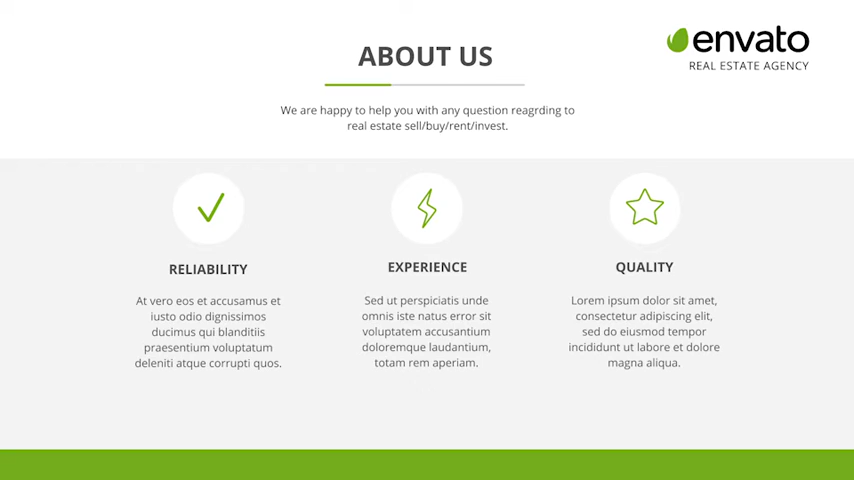 ABOUT US
envato
REAL ESTATE AGENCY
We are happy to help you with any question reagrding to
real estate sell/buy/rent/invest.
RELIABILITY
At vero eos et accusamus et
iusto odio dignissimos
ducimus qui blanditiis
praesentium voluptatum
deleniti atque corrupti quos.
EXPERIENCE
Sed ut perspiciatis unde
omnis iste natus error sit
voluptatem accusantium
doloremque laudantium,
totam rem aperiam.
QUALITY
Lorem ipsum dolor sit amet,
consectetur adipiscing elit,
sed do eiusmod tempor
incididunt ut labore et dolore
magna aliqua.